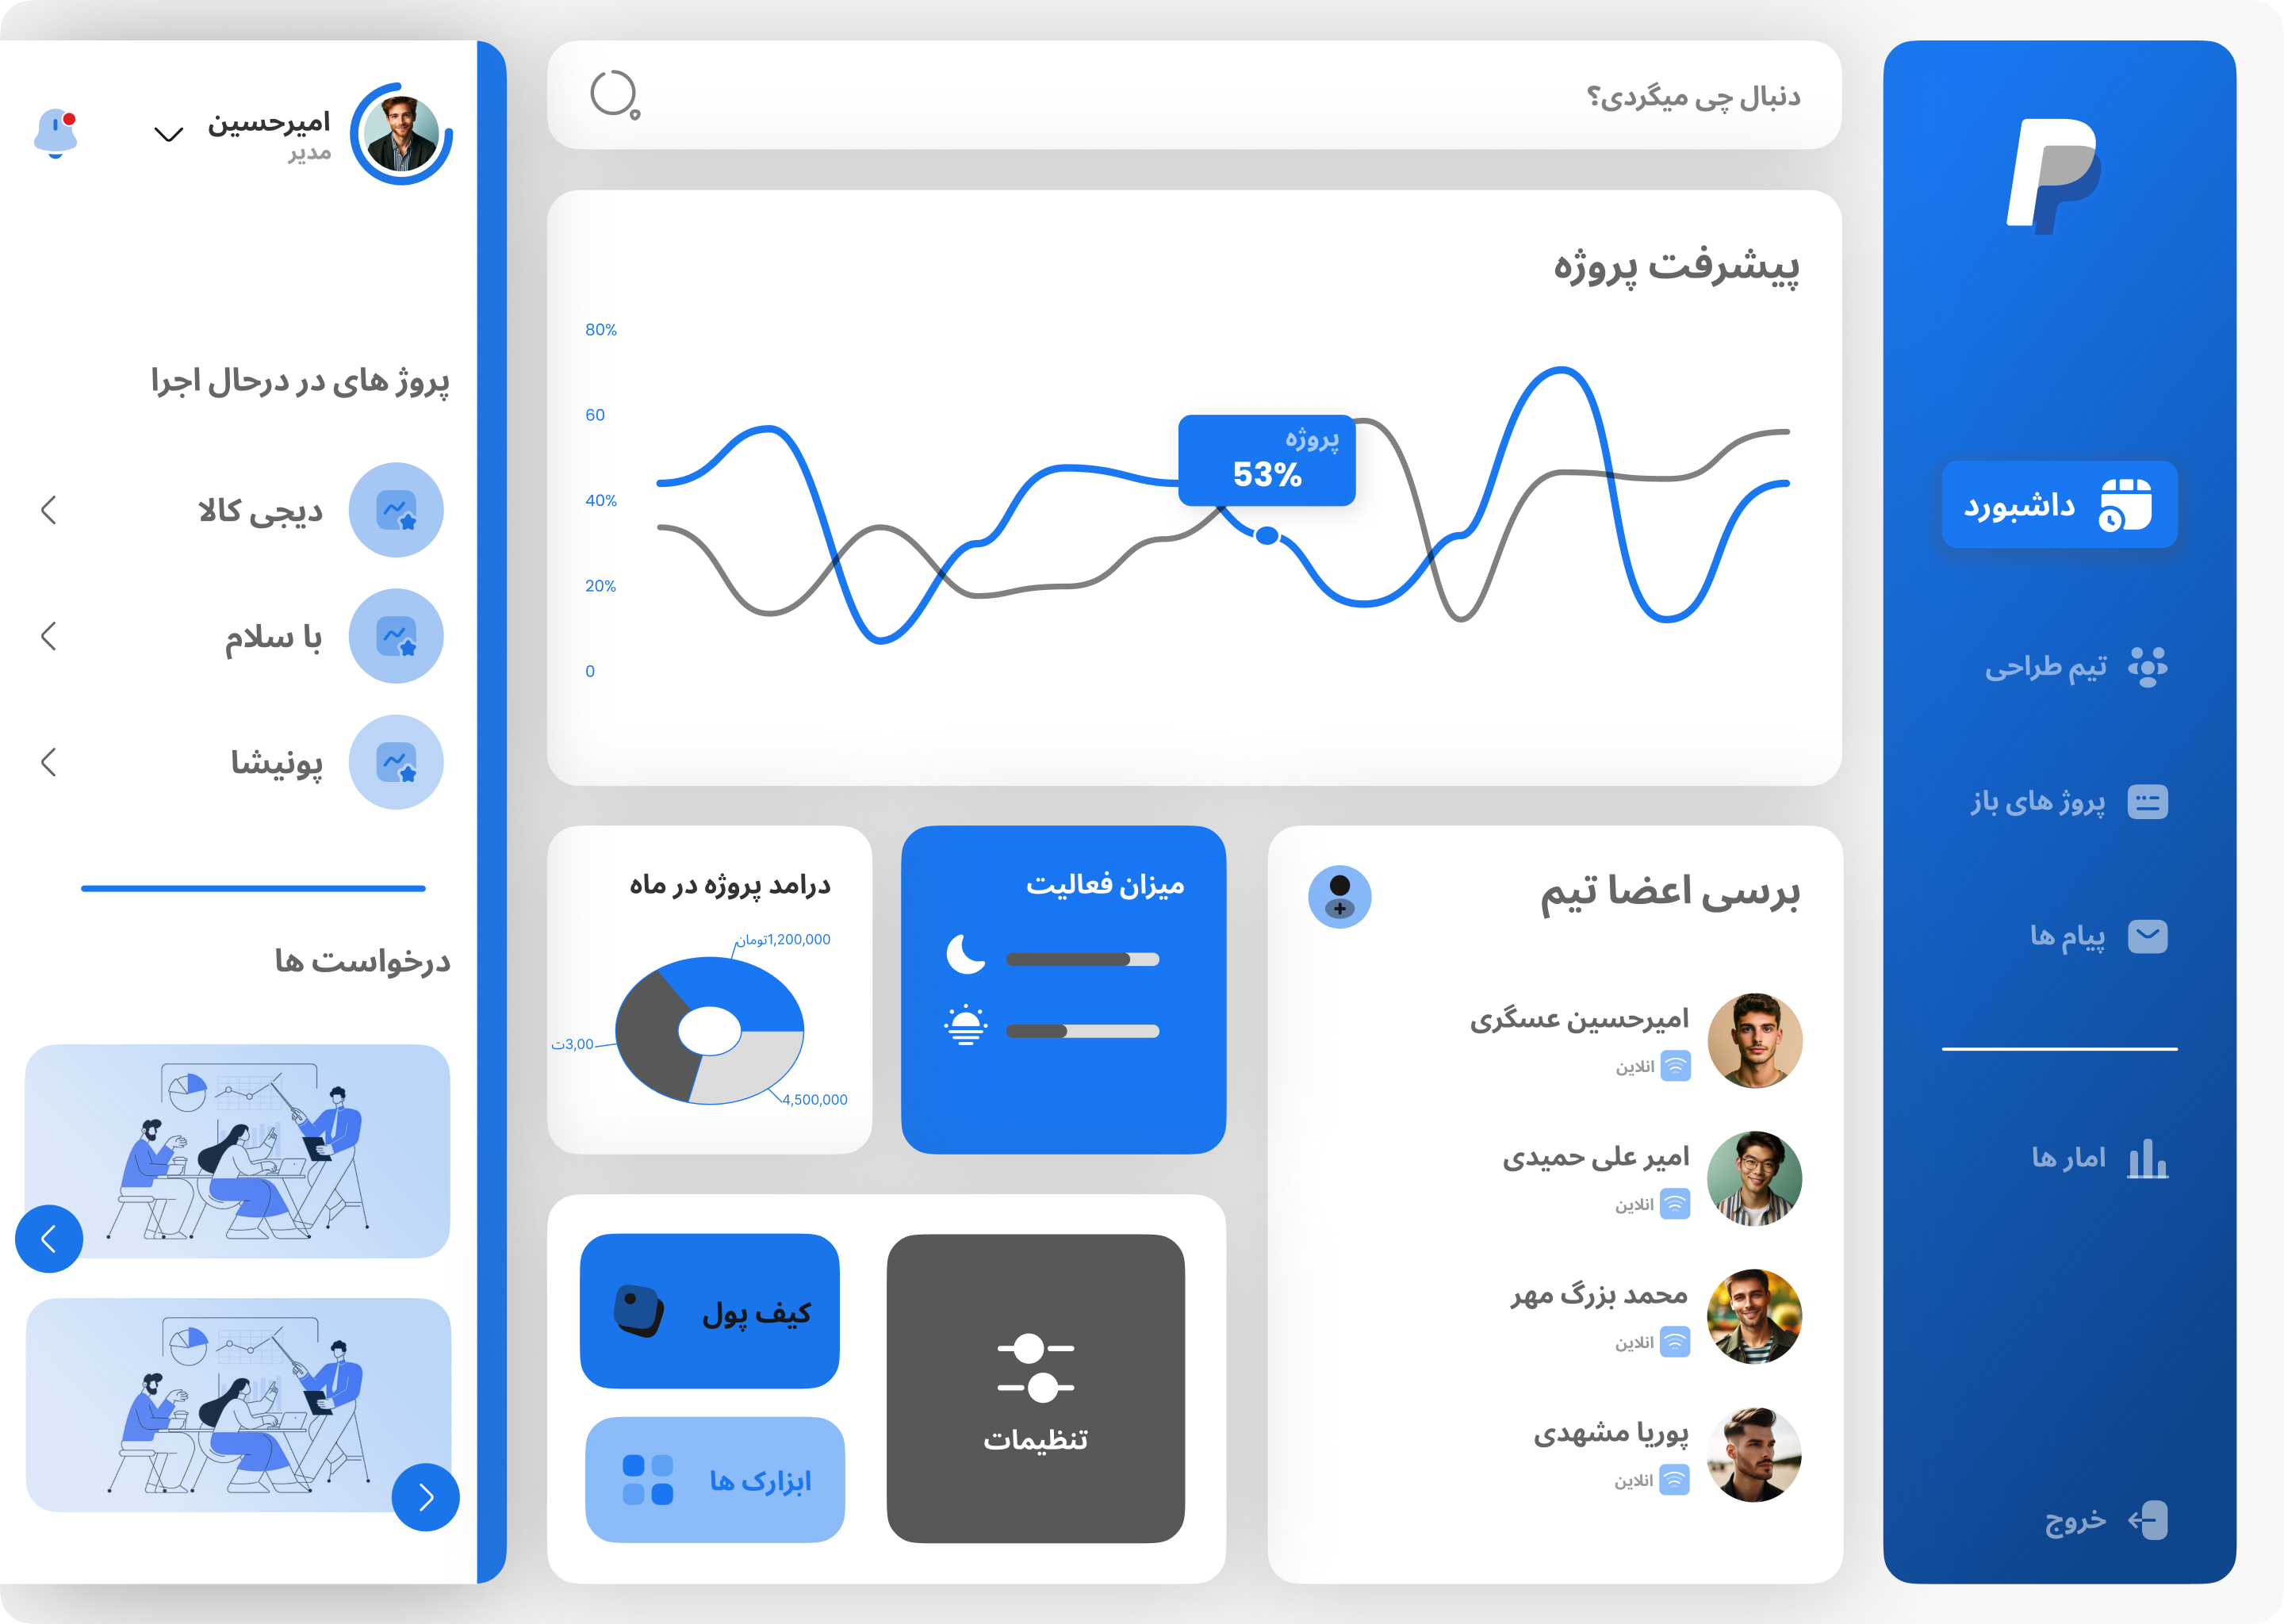 داشبورد
تیم طراحی
پروژ های باز
پیام ها
امار ها
خروج
دنبال چی میگردی؟
پیشرفت پروژه
80%
60
40%
20%
0
پروژه
53%
برسی اعضا تیم
امیرحسین عسگری
انلاین
امیر علی حمیدی
انلاین
محمد بزرگ مهر
انلاین
پوریا مشهدی
انلاین
میزان فعالیت
درامد پروژه در ماه
1,200,000تومان
3,00ت
4,500,000
تنظیمات
کیف پول
ابزارک ها
امیرحسین
مدیر
پروژ های در درحال اجرا
دیجی کالا
با سلام
پونیشا
درخواست ها